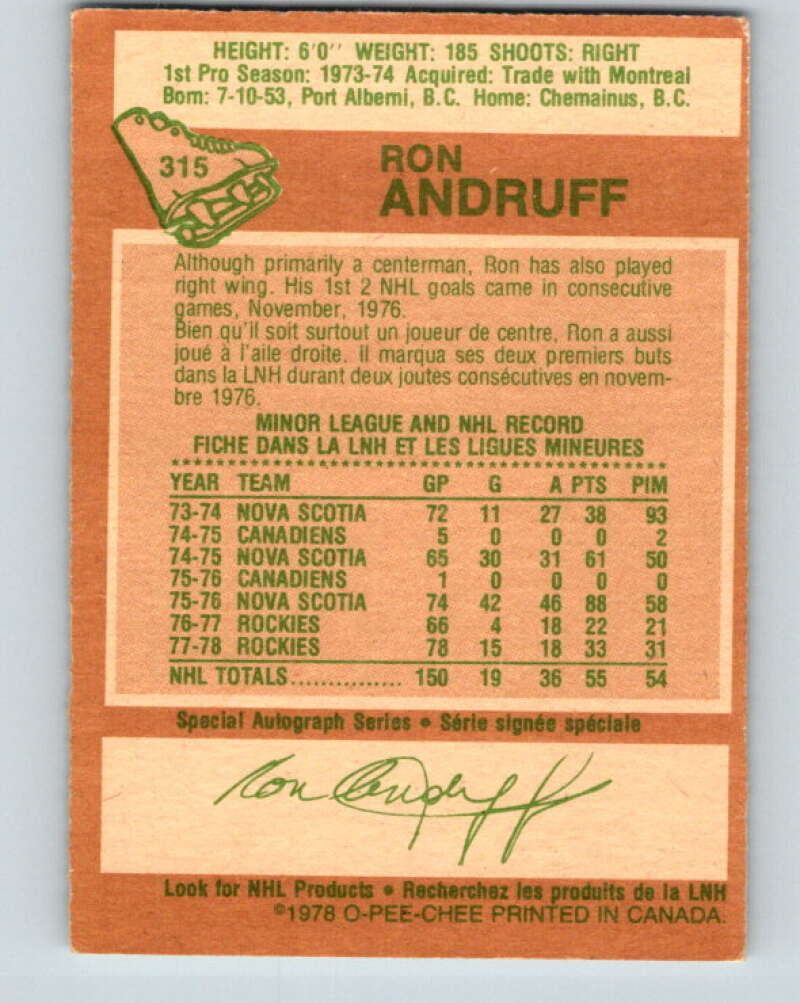 HEIGHT: 6'0'' WEIGHT: 185 SHOOTS: RIGHT
1st Pro Season: 1973-74 Acquired: Trade with Montreal
Born: 7-10-53, Port Alberni, B.C. Home: Chemainus, B.C.
315
RON
ANDRUFF
Although primarily a centerman, Ron has also played
right wing. His 1st 2 NHL goals came in consecutive
games, November, 1976.
Bien qu'il soit surtout un joueur de centre, Ron a aussi
joué à l'aile droite. il marqua ses deux premiers buts
dans la LNH durant deux joutes consécutives en novem-
bre 1976.
MINOR LEAGUE AND NHL RECORD
FICHE DANS LA LNH ET LES LIGUES MINEURES
YEAR TEAM GP G A PTS PIM
73-74 NOVA SCOTIA 72 11 27 38 93
74-75 CANADIENS 5 0 0 0 2
74-75 NOVA SCOTIA 65 30 31 61 50
75-76 CANADIENS 1 0 0 0 0
75-76 NOVA SCOTIA 74 42 46 88 58
76-77 ROCKIES 66 4 18 22 21
77-78 ROCKIES 78 15 18 33 31
NHL TOTALS............... 150 19 36 55 54
Special Autograph Series • Série signée spéciale
Ron Andruff
Look for NHL Products • Recherchez les produits de la LNH
©1978 O-PEE-CHEE PRINTED IN CANADA.